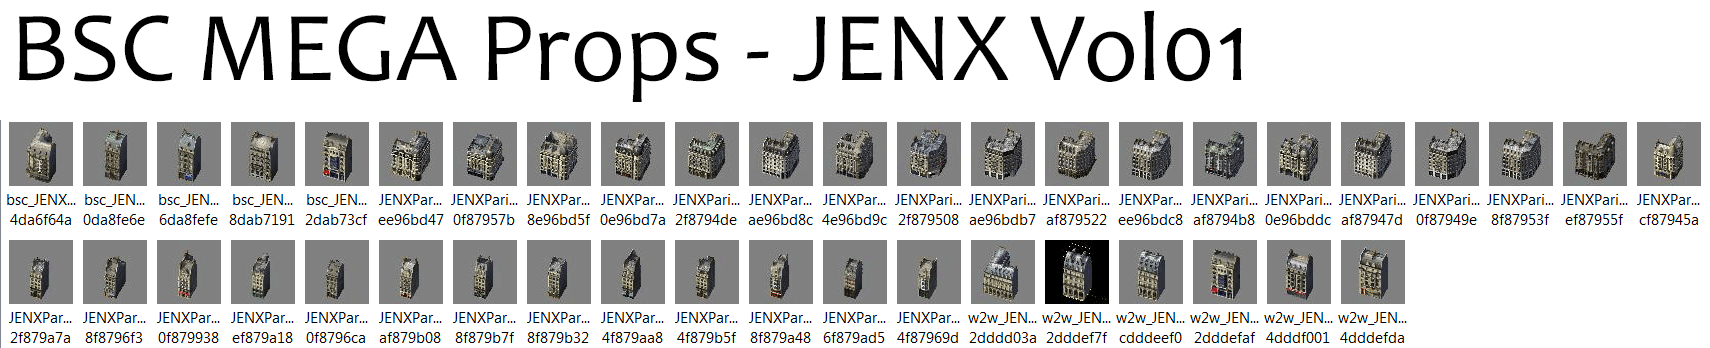 BSC MEGA Props - JENX Vol01
bsc_JENX... bsc_JEN... bsc_JEN... bsc_JEN... bsc_JEN... JENXPar... JENXPari... JENXPar... JENXPar... JENXPari... JENXPar... JENXPar... JENXPari... JENXPari... JENXPari... JENXPar... JENXPari... JENXPar... JENXPari... JENXPari... JENXPari... JENXPari... JENXPar...
4da6f64a 0da8fe6e 6da8fefe 8dab7191 2dab73cf ee96bd47 0f87957b 8e96bd5f 0e96bd7a 2f8794de ae96bd8c 4e96bd9c 2f879508 ae96bdb7 af879522 ee96bdc8 af8794b8 0e96bddc af87947d 0f87949e 8f87953f ef87955f cf87945a
JENXPar... JENXPar... JENXPar... JENXPar... JENXPar... JENXPar... JENXPar... JENXPar... JENXPar... JENXPar... JENXPar... JENXPar... JENXPar... w2w_JEN... w2w_JEN... w2w_JEN... w2w_JEN... w2w_JEN... w2w_JEN...
2f879a7a 8f8796f3 0f879938 ef879a18 0f8796ca af879b08 8f879b7f 8f879b32 4f879aa8 4f879b5f 8f879a48 6f879ad5 4f87969d 2dddd03a 2dddef7f cdddeef0 2dddefaf 4dddf001 4dddefda